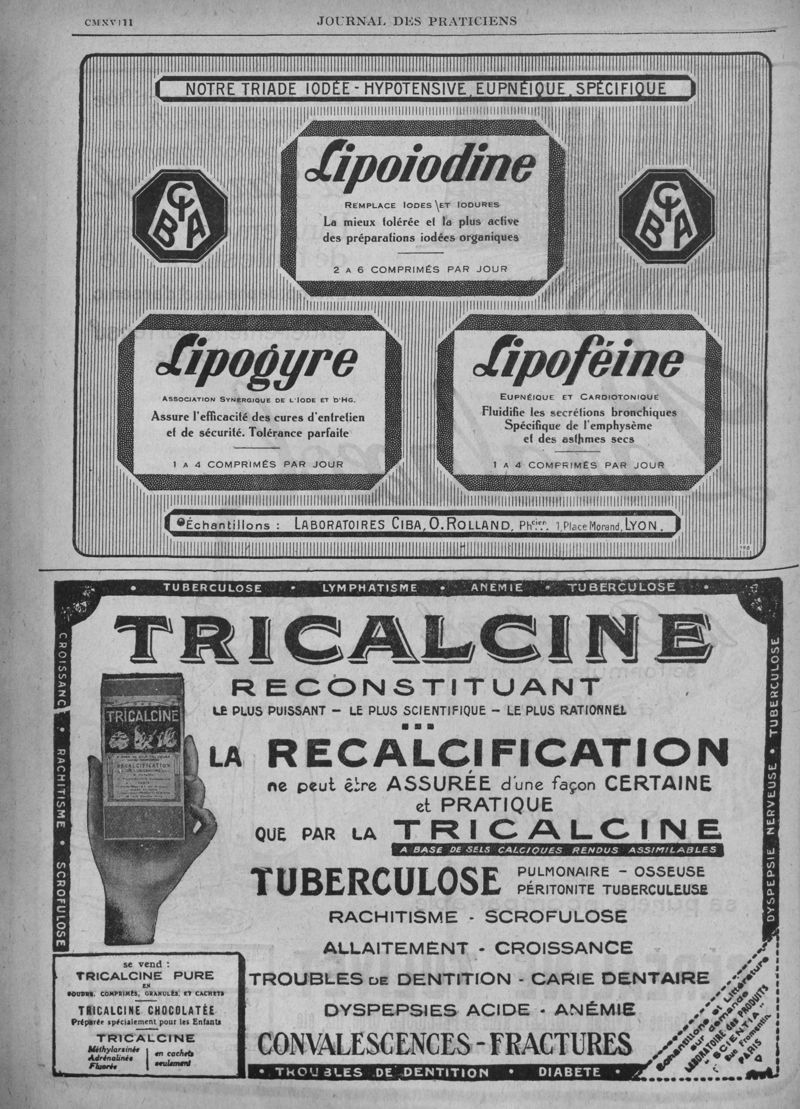 CMXVIII
JOURNAL DES PRATICIENS
NOTRE TRIADE IODÉE - HYPOTENSIVE, EUPNÉIQUE, SPÉCIFIQUE
CIBA
Lipoiodine
REMPLACE IODES ET IODURES
La mieux tolérée et la plus active
des préparations iodées organiques
2 A 6 COMPRIMÉS PAR JOUR
CIBA
Lipogyre
ASSOCIATION SYNERGIQUE DE L'IODE ET D'HG.
Assure l'efficacité des cures d'entretien
et de sécurité. Tolérance parfaite
1 A 4 COMPRIMÉS PAR JOUR
Lipoféine
EUPNÉIQUE ET CARDIOTONIQUE
Fluidifie les secrétions bronchiques
Spécifique de l'emphysème
et des asthmes secs
1 A 4 COMPRIMÉS PAR JOUR
Échantillons : LABORATOIRES CIBA, O. ROLLAND, Phcien. 1, Place Morand, LYON.
TUBERCULOSE • LYMPHATISME • ANÉMIE • TUBERCULOSE
CROISSANCE • RACHITISME • SCROFULOSE
TUBERCULOSE • DYSPEPSIE NERVEUSE
TRICALCINE
RECONSTITUANT
LE PLUS PUISSANT - LE PLUS SCIENTIFIQUE - LE PLUS RATIONNEL
TRICALCINE
RECALCIFICATION
LA RECALCIFICATION
ne peut être ASSURÉE d'une façon CERTAINE
et PRATIQUE
QUE PAR LA TRICALCINE
A BASE DE SELS CALCIQUES RENDUS ASSIMILABLES
TUBERCULOSE PULMONAIRE - OSSEUSE
PÉRITONITE TUBERCULEUSE
RACHITISME - SCROFULOSE
ALLAITEMENT - CROISSANCE
TROUBLES DE DENTITION - CARIE DENTAIRE
DYSPEPSIES ACIDE - ANÉMIE
CONVALESCENCES - FRACTURES
se vend :
TRICALCINE PURE
EN
POUDRE, COMPRIMÉS, GRANULÉS, ET CACHETS
TRICALCINE CHOCOLATÉE
Préparée spécialement pour les Enfants
TRICALCINE
Méthylarsinée
Adrénalinée
Fluorée
en cachets
seulement
Echantillons et Littérature
sur demande
LABORATOIRE des PRODUITS
"SCIENTIA"
Rue Fromentin
PARIS
• TROUBLES DE DENTITION • DIABÈTE •